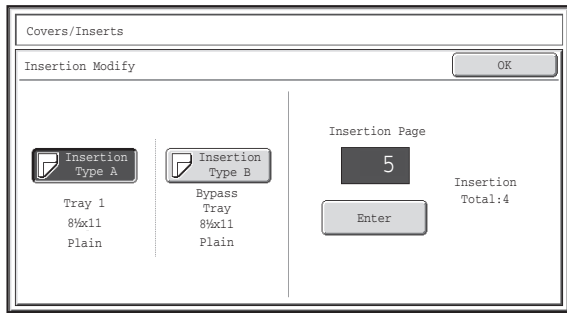 Covers/Inserts
Insertion Modify
OK
Insertion
Type A
Tray 1
8½x11
Plain
Insertion
Type B
Bypass
Tray
8½x11
Plain
Insertion Page
5
Enter
Insertion
Total:4